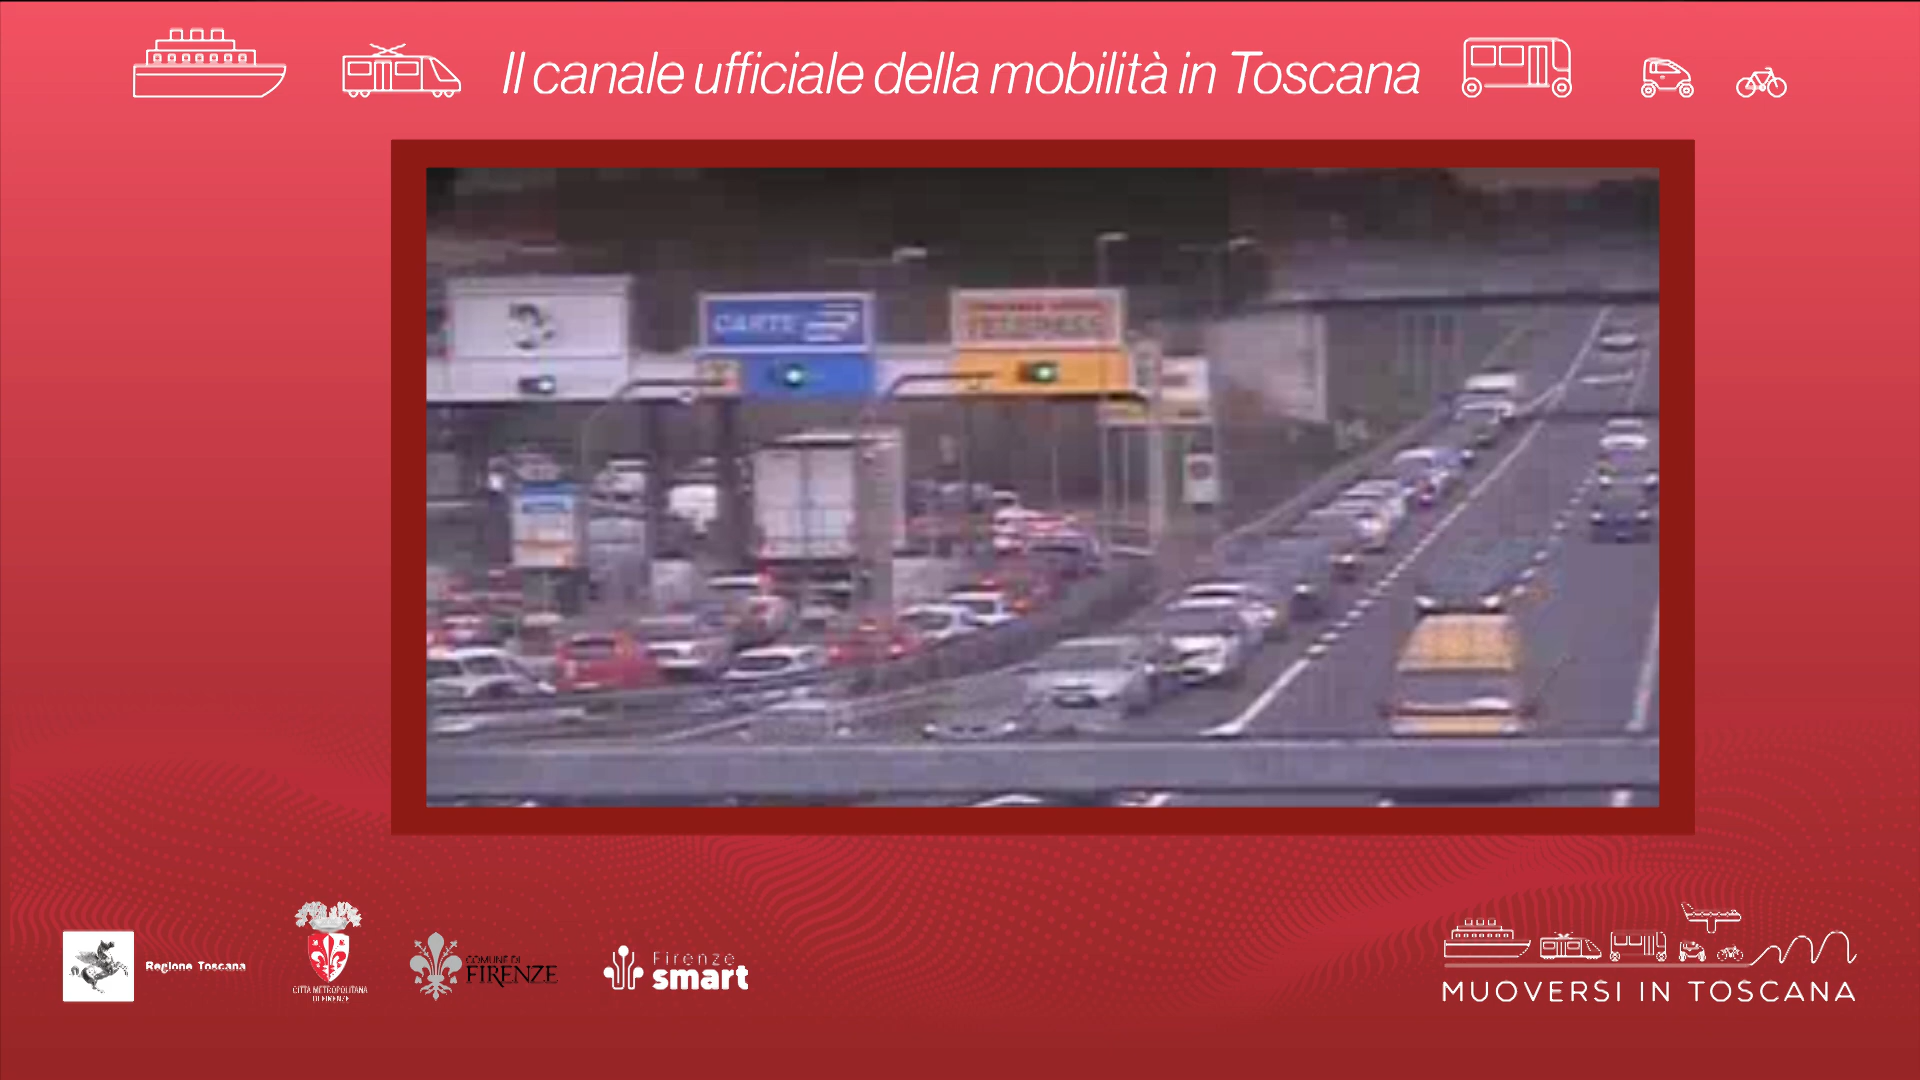 Il canale ufficiale della mobilità in Toscana
CARTE
Regione Toscana
CITTÀ METROPOLITANA
DI FIRENZE
COMUNE DI
FIRENZE
Firenze
smart
MUOVERSI IN TOSCANA